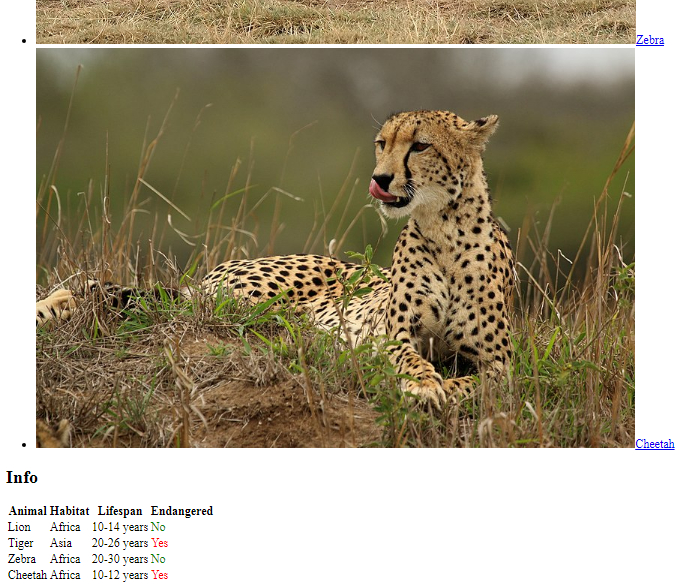 Zebra
Cheetah
Info
Animal Habitat Lifespan Endangered
Lion Africa 10-14 years No
Tiger Asia 20-26 years Yes
Zebra Africa 20-30 years No
Cheetah Africa 10-12 years Yes